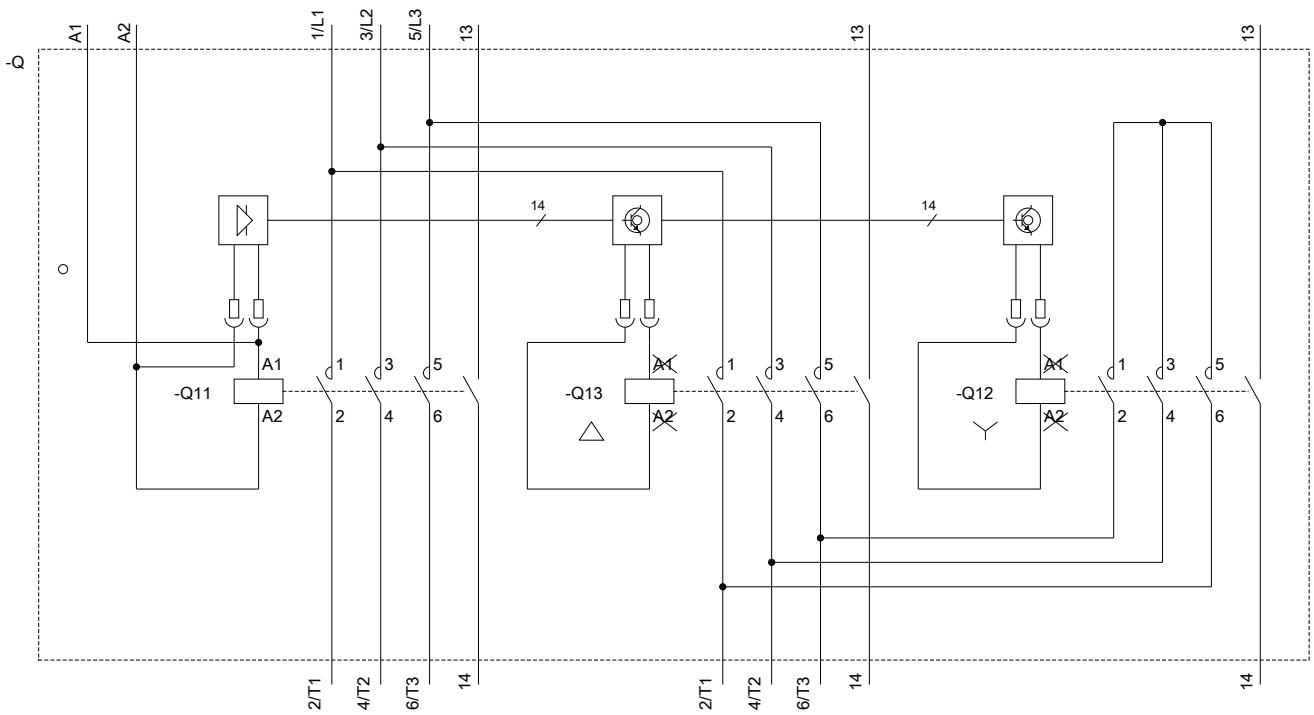 A1 A2 1/L1 3/L2 5/L3 13 13 13
-Q
14 14
A1 1 3 5 A1 1 3 5 A1 1 3 5
-Q11 -Q13 -Q12
A2 2 4 6 A2 2 4 6 A2 2 4 6
2/T1 4/T2 6/T3 14 2/T1 4/T2 6/T3 14 14